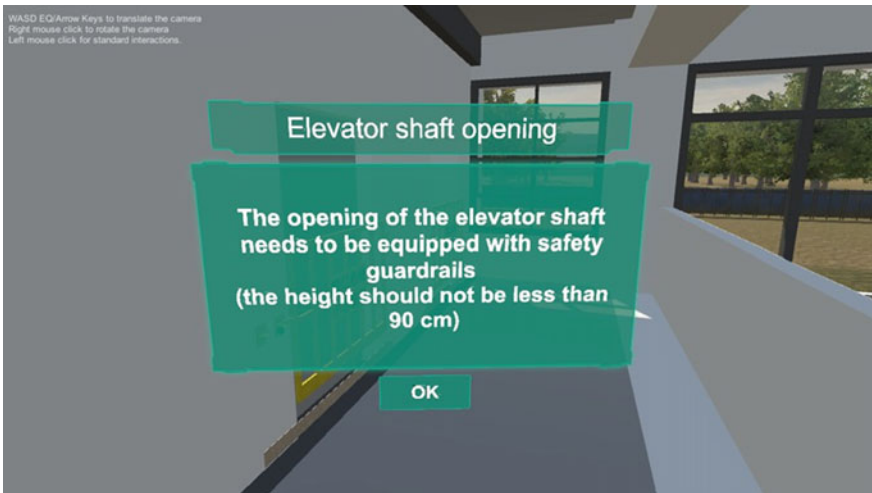 WASD EQ/Arrow Keys to translate the camera
Right mouse click to rotate the camera
Left mouse click for standard interactions.
Elevator shaft opening
The opening of the elevator shaft
needs to be equipped with safety
guardrails
(the height should not be less than
90 cm)
OK